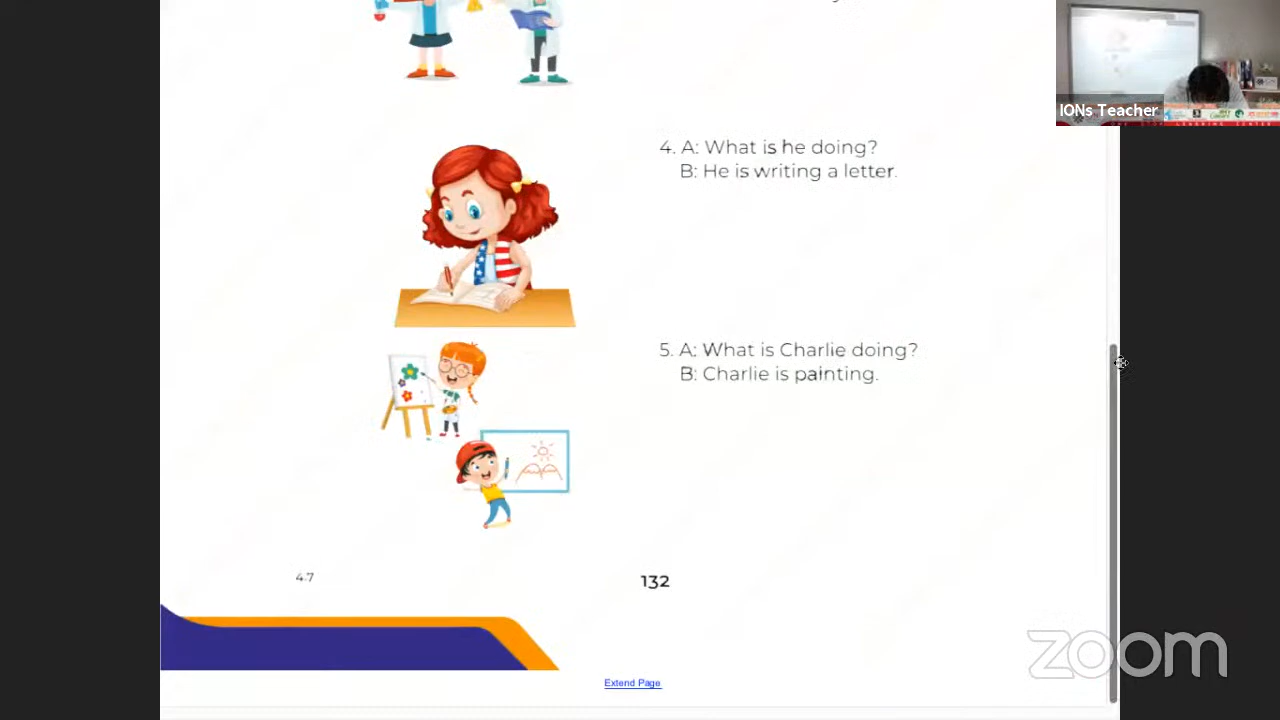 IONs Teacher
4. A: What is he doing?
B: He is writing a letter.
5. A: What is Charlie doing?
B: Charlie is painting.
4.7
132
zoom
Extend Page